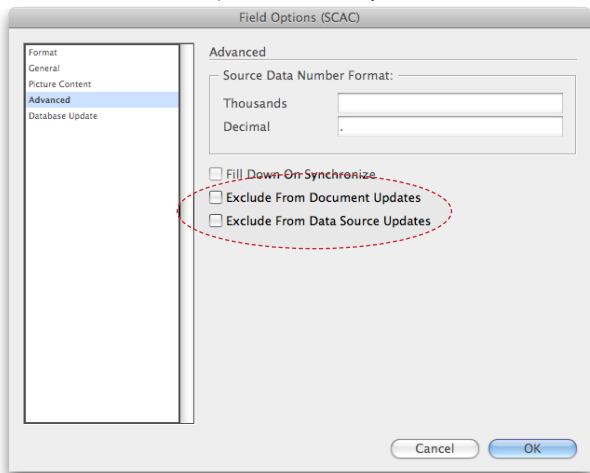 Field Options (SCAC)
Format
General
Picture Content
Advanced
Database Update
Advanced
Source Data Number Format:
Thousands
Decimal .
Fill Down On Synchronize
Exclude From Document Updates
Exclude From Data Source Updates
Cancel OK